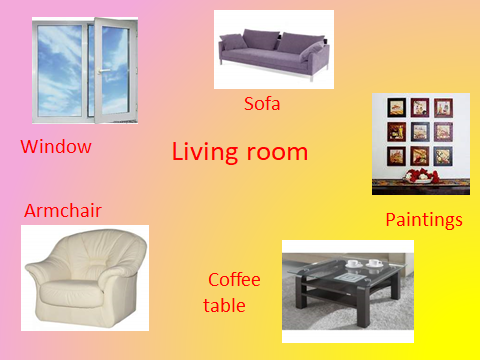 Sofa
Window
Living room
Armchair
Paintings
Coffee
table